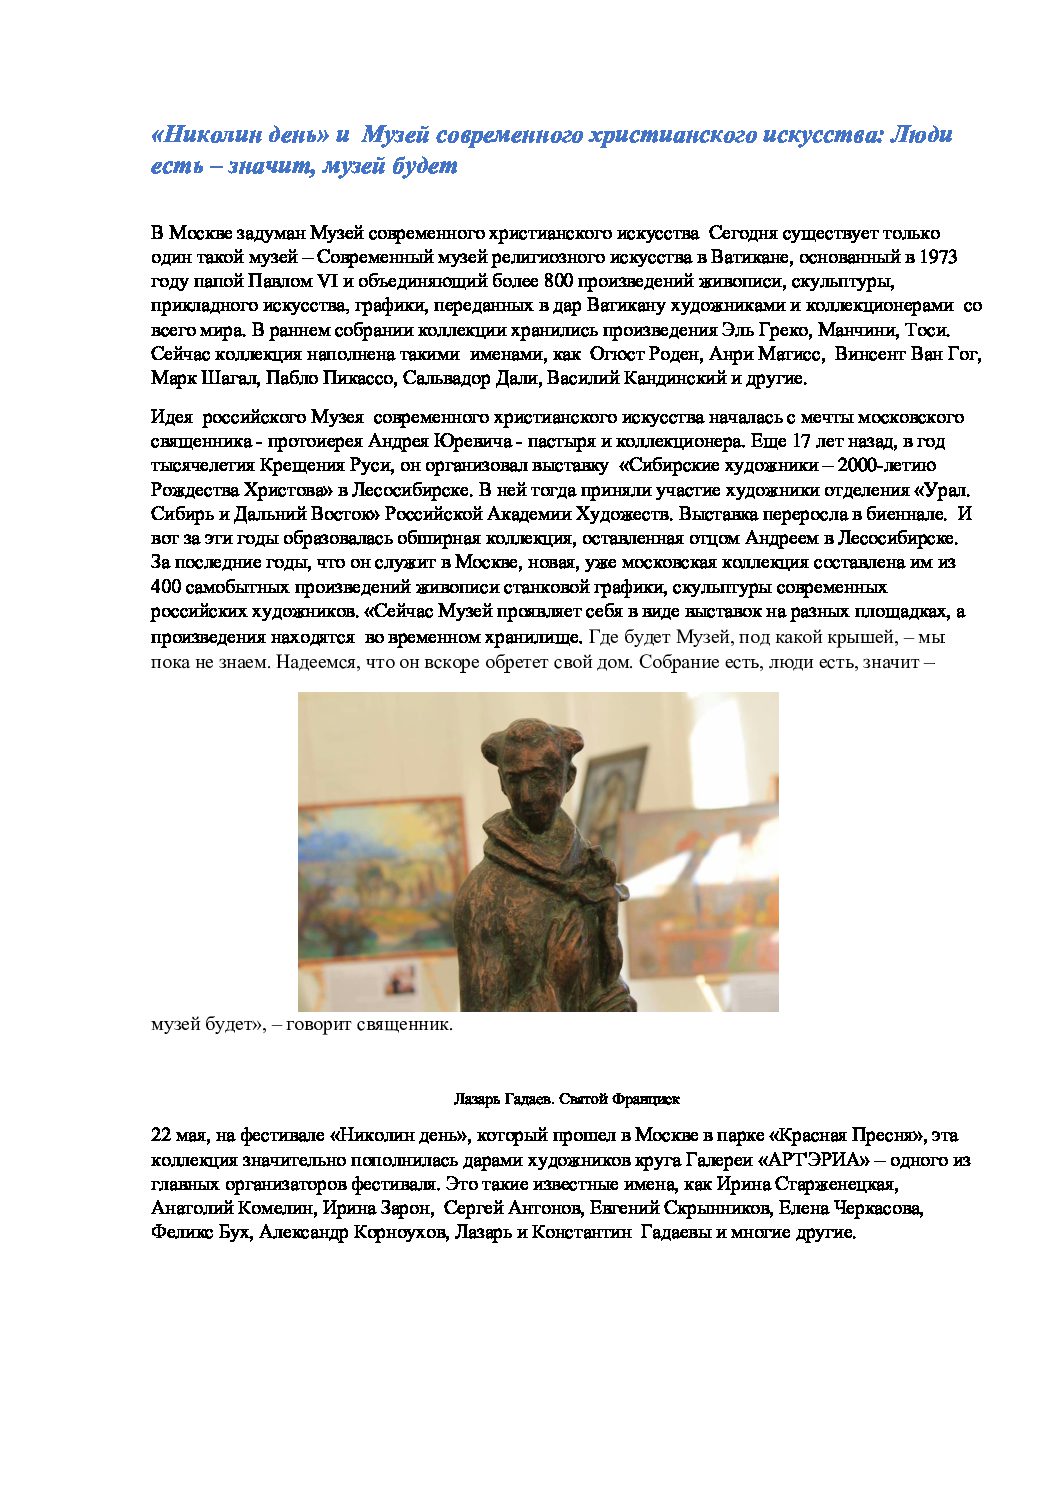 «Николин день» и  Музей современного христианского искусства: Люди
есть – значит, музей будет
В Москве задуман Музей современного христианского искусства  Сегодня существует только
один такой музей – Современный музей религиозного искусства в Ватикане, основанный в 1973
году папой Павлом VI и объединяющий более 800 произведений живописи, скульптуры,
прикладного искусства, графики, переданных в дар Ватикану художниками и коллекционерами  со
всего мира. В раннем собрании коллекции хранились произведения Эль Греко, Манчини, Тоси.
Сейчас коллекция наполнена такими  именами, как  Огюст Роден, Анри Матисс,  Винсент Ван Гог,
Марк Шагал, Пабло Пикассо, Сальвадор Дали, Василий Кандинский и другие.
Идея  российского Музея  современного христианского искусства началась с мечты московского
священника - протоиерея Андрея Юревича - пастыря и коллекционера. Еще 17 лет назад, в год
тысячелетия Крещения Руси, он организовал выставку  «Сибирские художники – 2000-летию
Рождества Христова» в Лесосибирске. В ней тогда приняли участие художники отделения «Урал.
Сибирь и Дальний Восток» Российской Академии Художеств. Выставка переросла в биеннале.  И
вот за эти годы образовалась обширная коллекция, оставленная отцом Андреем в Лесосибирске.
За последние годы, что он служит в Москве, новая, уже московская коллекция составлена им из
400 самобытных произведений живописи станковой графики, скульптуры современных
российских художников. «Сейчас Музей проявляет себя в виде выставок на разных площадках, а
произведения находятся  во временном хранилище. Где будет Музей, под какой крышей, – мы
пока не знаем. Надеемся, что он вскоре обретет свой дом. Собрание есть, люди есть, значит –
музей будет», – говорит священник.
Лазарь Гадаев. Святой Франциск
22 мая, на фестивале «Николин день», который прошел в Москве в парке «Красная Пресня», эта
коллекция значительно пополнилась дарами художников круга Галереи «АРТЭРИА» – одного из
главных организаторов фестиваля. Это такие известные имена, как Ирина Старженецкая,
Анатолий Комелин, Ирина Зарон,  Сергей Антонов, Евгений Скрынников, Елена Черкасова,
Феликс Бух, Александр Корноухов, Лазарь и Константин  Гадаевы и многие другие.